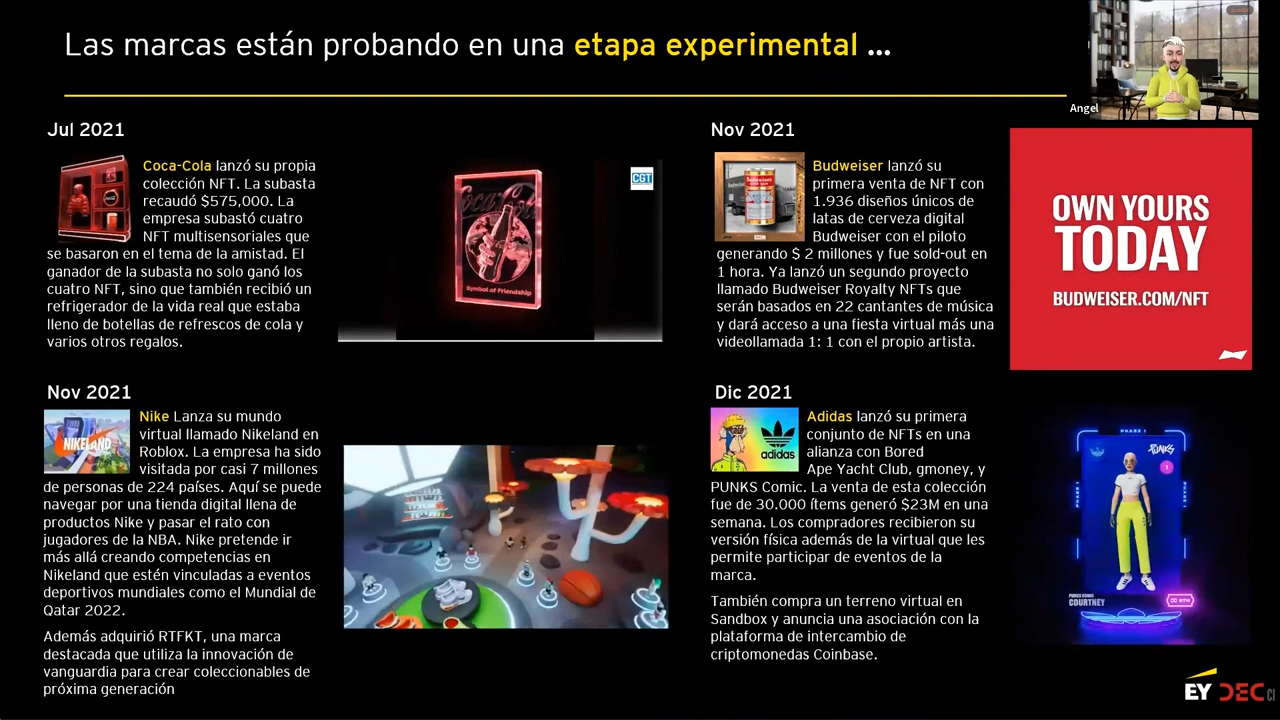 Las marcas están probando en una etapa experimental ...
Angel
Jul 2021
Coca-Cola lanzó su propia
colección NFT. La subasta
recaudó $575,000. La
empresa subastó cuatro
NFT multisensoriales que
se basaron en el tema de la amistad. El
ganador de la subasta no solo ganó los
cuatro NFT, sino que también recibió un
refrigerador de la vida real que estaba
lleno de botellas de refrescos de cola y
varios otros regalos.
CGT
Coca-Cola
Symbol of Friendship
Nov 2021
Budweiser
Budweiser lanzó su
primera venta de NFT con
1.936 diseños únicos de
latas de cerveza digital
Budweiser con el piloto
generando $ 2 millones y fue sold-out en
1 hora. Ya lanzó un segundo proyecto
llamado Budweiser Royalty NFTs que
serán basados en 22 cantantes de música
y dará acceso a una fiesta virtual más una
videollamada 1: 1 con el propio artista.
OWN YOURS
TODAY
BUDWEISER.COM/NFT
Nov 2021
NIKELAND
Nike Lanza su mundo
virtual llamado Nikeland en
Roblox. La empresa ha sido
visitada por casi 7 millones
de personas de 224 países. Aquí se puede
navegar por una tienda digital llena de
productos Nike y pasar el rato con
jugadores de la NBA. Nike pretende ir
más allá creando competencias en
Nikeland que estén vinculadas a eventos
deportivos mundiales como el Mundial de
Qatar 2022.
Además adquirió RTFKT, una marca
destacada que utiliza la innovación de
vanguardia para crear coleccionables de
próxima generación
Dic 2021
adidas
Adidas lanzó su primera
conjunto de NFTs en una
alianza con Bored
Ape Yacht Club, gmoney, y
PUNKS Comic. La venta de esta colección
fue de 30.000 ítems generó $23M en una
semana. Los compradores recibieron su
versión física además de la virtual que les
permite participar de eventos de la
marca.
También compra un terreno virtual en
Sandbox y anuncia una asociación con la
plataforma de intercambio de
criptomonedas Coinbase.
PHASE 1
PUNKS
1
PHASE 1
PHASE 1
PUNKS COMIC
COURTNEY
EY DEC